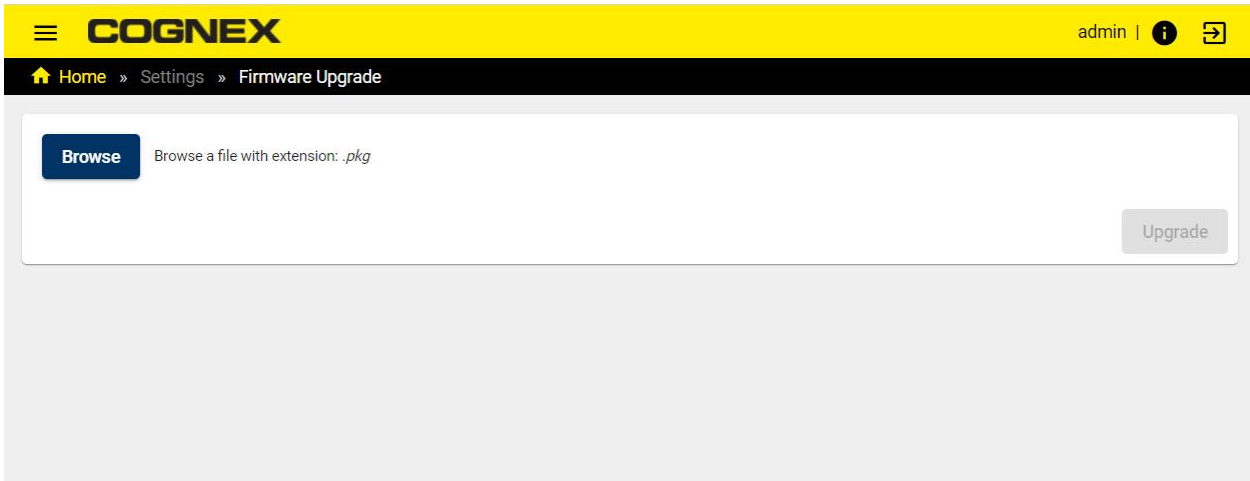 COGNEX
admin |
Home » Settings » Firmware Upgrade
Browse
Browse a file with extension: .pkg
Upgrade